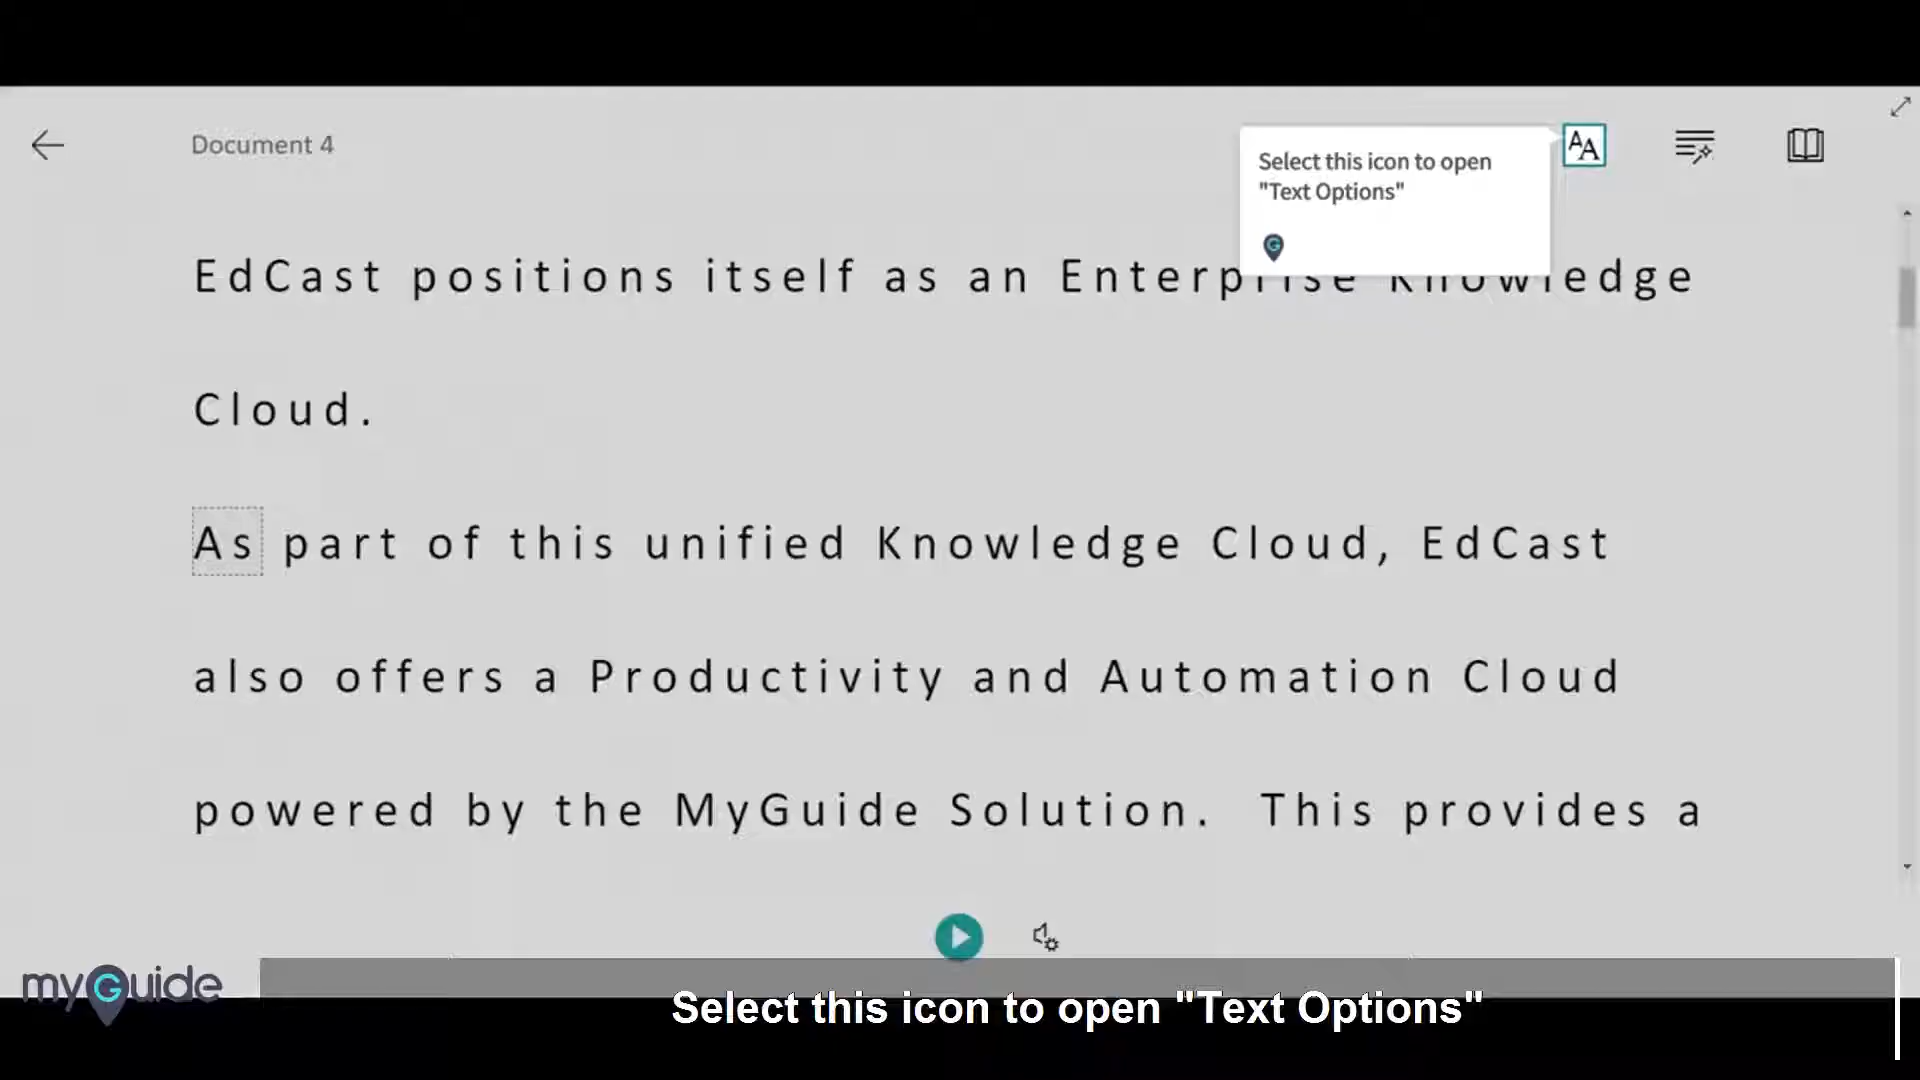 Document 4
Select this icon to open
"Text Options"
EdCast positions itself as an Enterprise Knowledge
Cloud.
As part of this unified Knowledge Cloud, EdCast
also offers a Productivity and Automation Cloud
powered by the MyGuide Solution. This provides a
myGuide
Select this icon to open "Text Options"